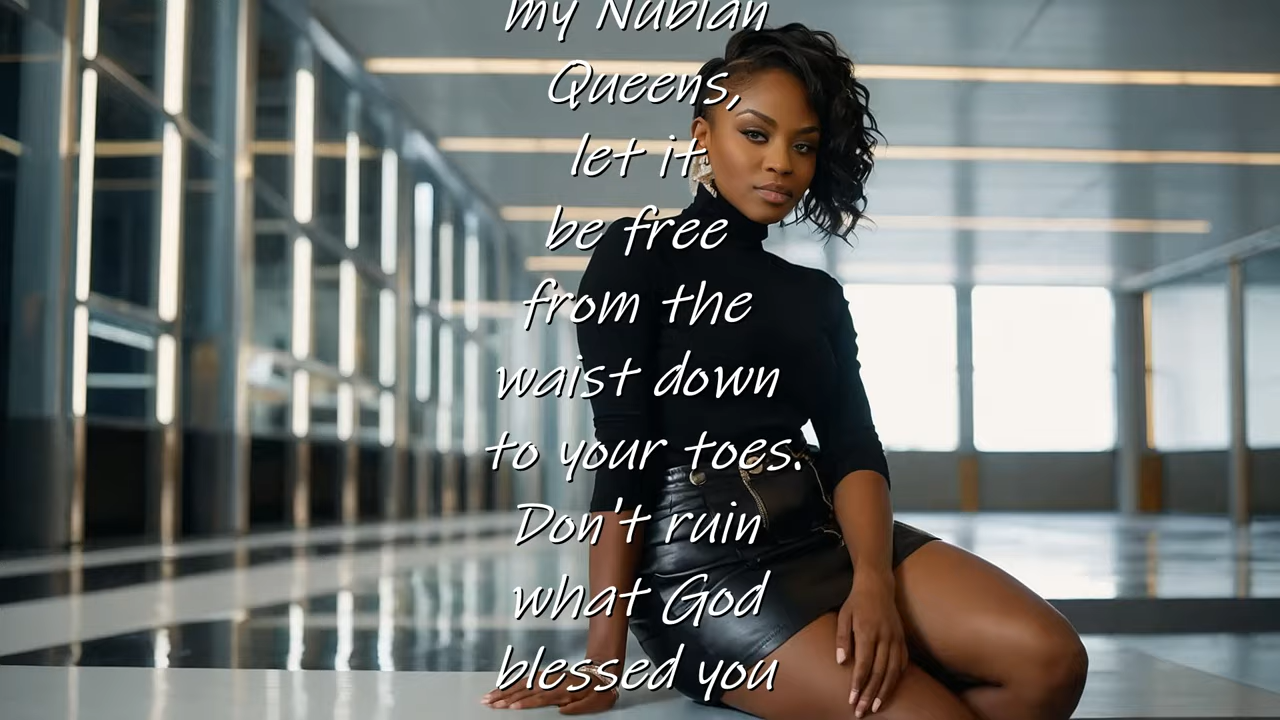 my Nubian
Queens,
let it
be free
from the
waist down
to your toes.
Don't ruin
what God
blessed you